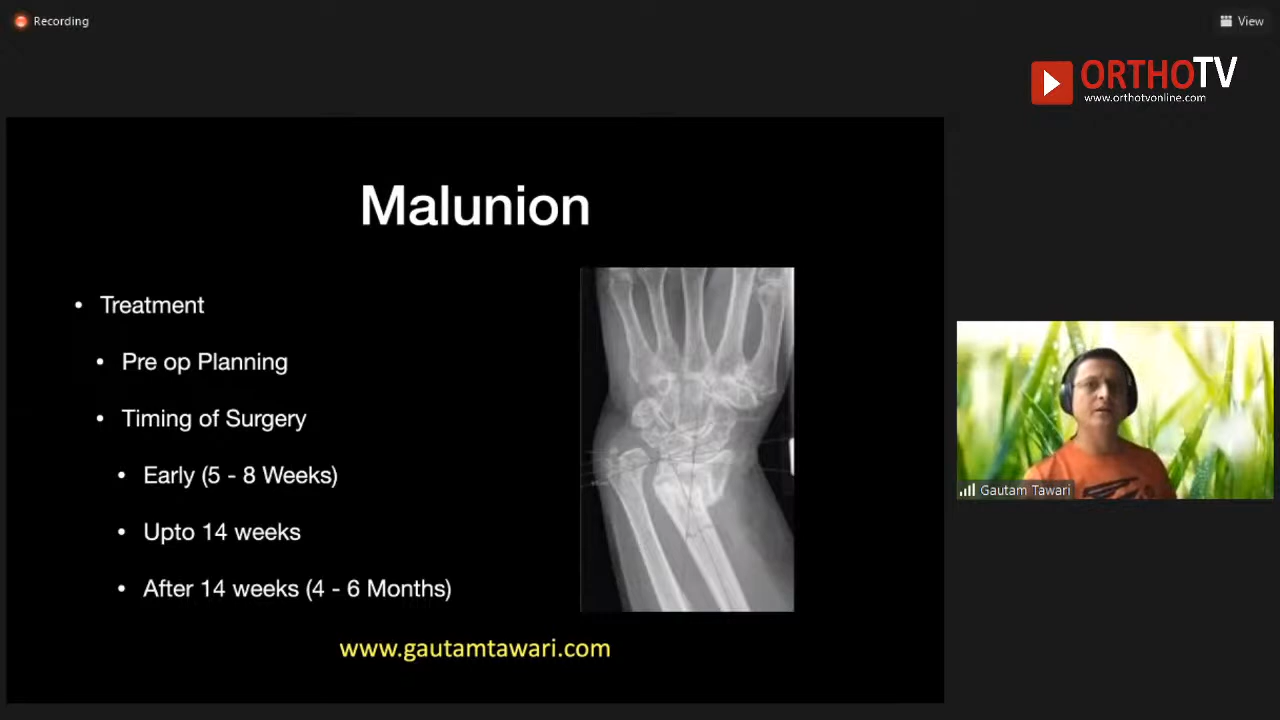 Recording
View
ORTHOTV
www.orthotvonline.com
Malunion
• Treatment
• Pre op Planning
• Timing of Surgery
• Early (5 - 8 Weeks)
• Upto 14 weeks
• After 14 weeks (4 - 6 Months)
www.gautamtawari.com
Gautam Tawari